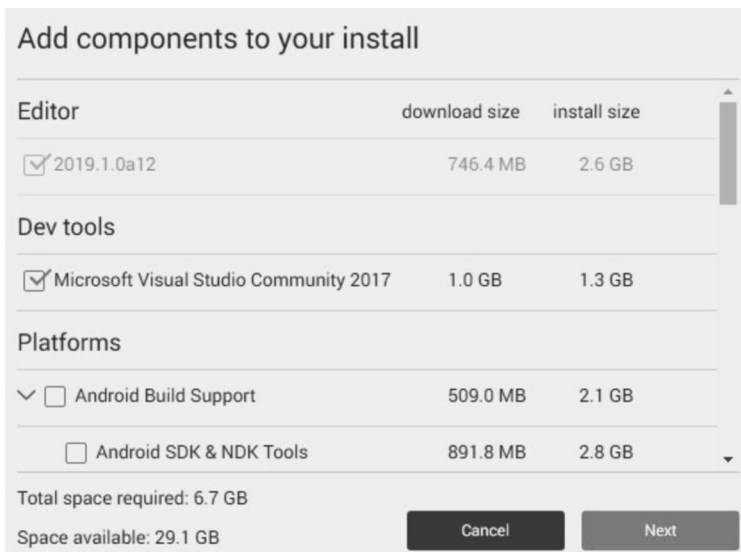 Add components to your install
Editor download size install size
2019.1.0a12 746.4 MB 2.6 GB
Dev tools
Microsoft Visual Studio Community 2017 1.0 GB 1.3 GB
Platforms
Android Build Support 509.0 MB 2.1 GB
Android SDK & NDK Tools 891.8 MB 2.8 GB
Total space required: 6.7 GB
Space available: 29.1 GB
Cancel Next